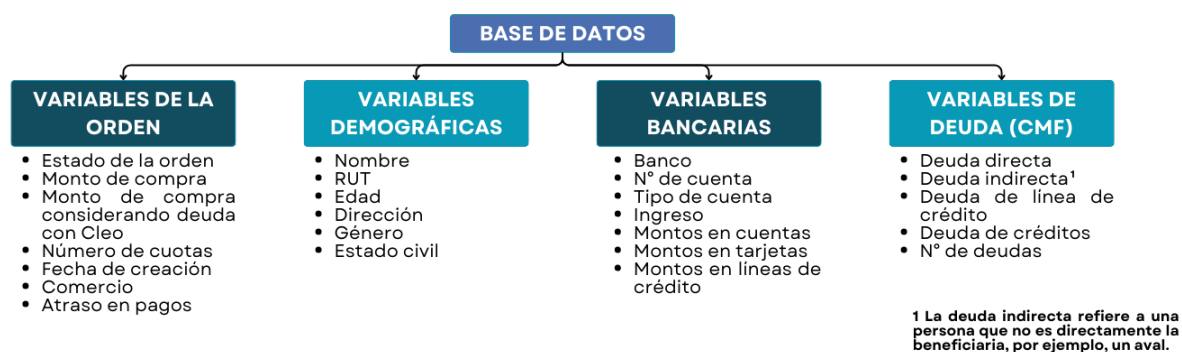 BASE DE DATOS
VARIABLES DE LA
ORDEN
• Estado de la orden
• Monto de compra
• Monto de compra
considerando deuda
con Cleo
• Número de cuotas
• Fecha de creación
• Comercio
• Atraso en pagos
VARIABLES
DEMOGRÁFICAS
• Nombre
• RUT
• Edad
• Dirección
• Género
• Estado civil
VARIABLES
BANCARIAS
• Banco
• N° de cuenta
• Tipo de cuenta
• Ingreso
• Montos en cuentas
• Montos en tarjetas
• Montos en líneas de
crédito
VARIABLES DE
DEUDA (CMF)
• Deuda directa
• Deuda indirecta¹
• Deuda de línea de
crédito
• Deuda de créditos
• N° de deudas
1 La deuda indirecta refiere a una
persona que no es directamente la
beneficiaria, por ejemplo, un aval.